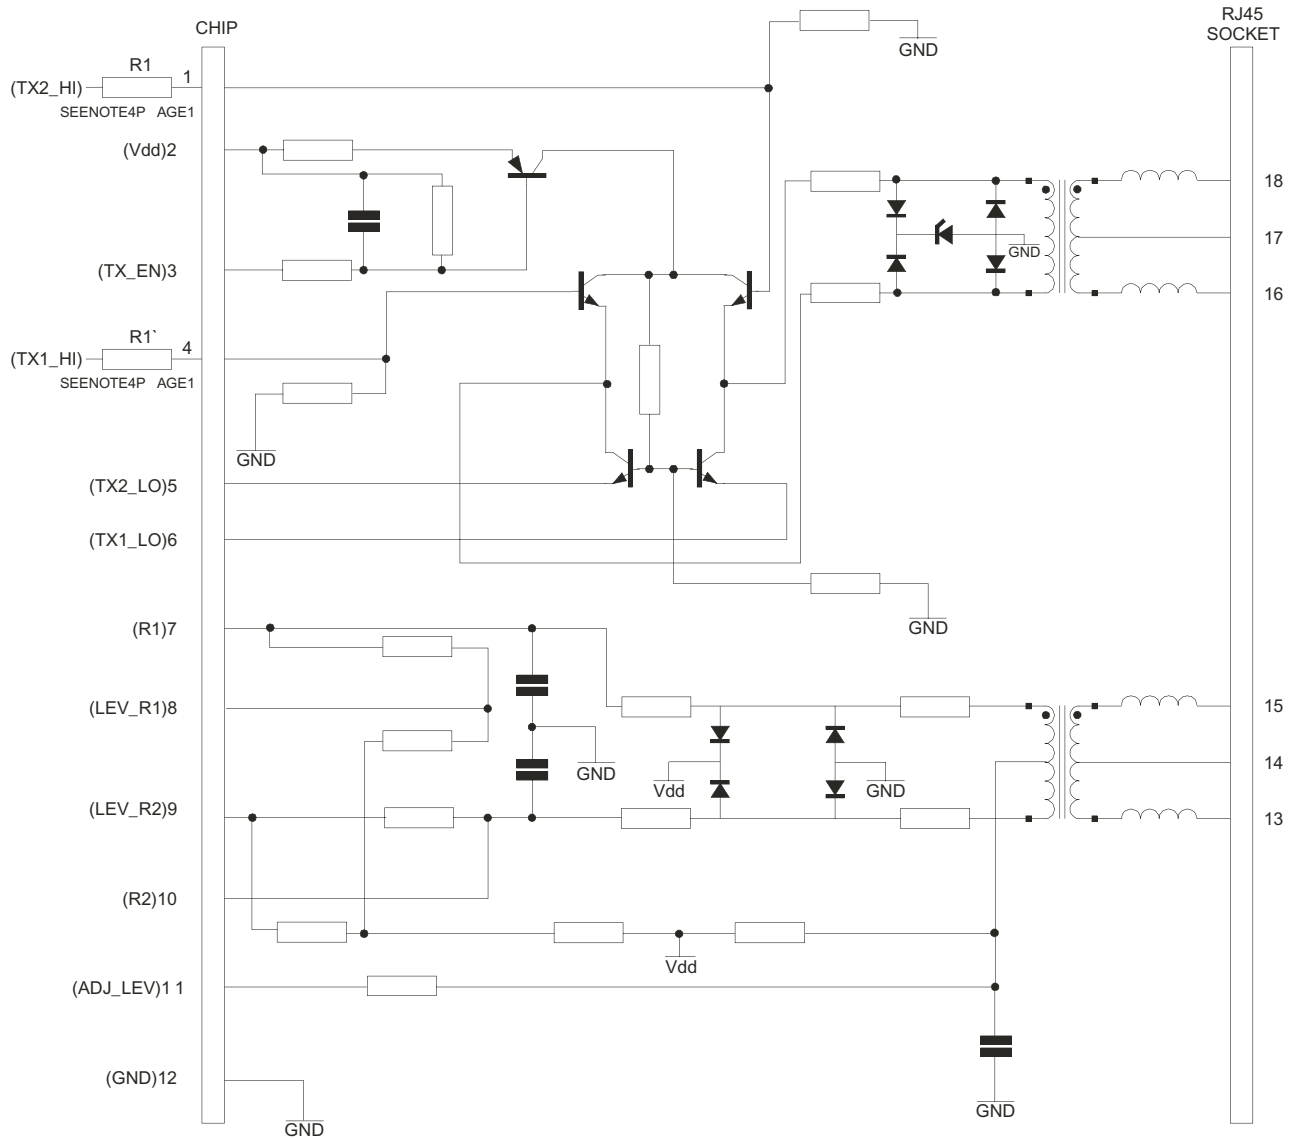 RJ45
SOCKET
CHIP
GND
R1
(TX2_HI)
1
SEENOTE4P AGE1
(Vdd)2
18
17
GND
(TX_EN)3
16
R1`
(TX1_HI)
4
SEENOTE4P AGE1
GND
(TX2_LO)5
(TX1_LO)6
GND
(R1)7
(LEV_R1)8
15
GND
Vdd
GND
14
(LEV_R2)9
13
(R2)10
Vdd
(ADJ_LEV)1 1
(GND)12
GND
GND